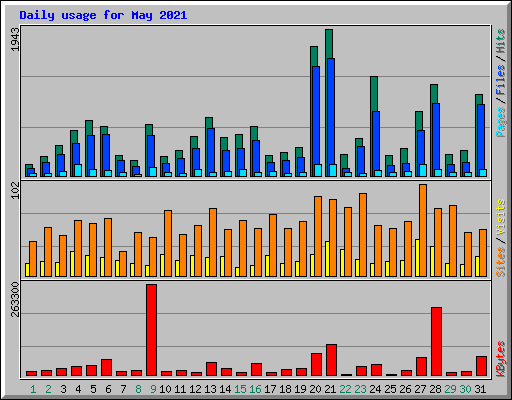 Daily usage for May 2021
1943
Pages / Files / Hits
102
Sites / Visits
263300
KBytes
1 2 3 4 5 6 7 8 9 10 11 12 13 14 15 16 17 18 19 20 21 22 23 24 25 26 27 28 29 30 31